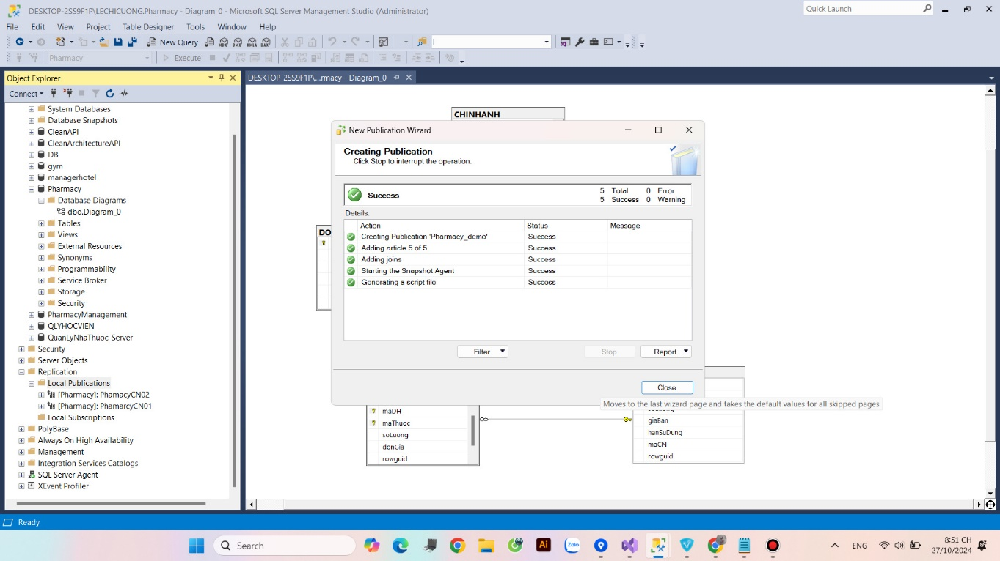 DESKTOP-2SS9F1P\LECHICUONG.Pharmacy - Diagram_0 - Microsoft SQL Server Management Studio (Administrator)
Quick Launch
File Edit View Project Table Designer Tools Window Help
New Query
Pharmacy
Execute
Object Explorer
DESKTOP-2SS9F1P\...rmacy - Diagram_0
Connect
System Databases
Database Snapshots
CleanAPI
CleanArchitectureAPI
DB
gym
managerhotel
Pharmacy
Database Diagrams
dbo.Diagram_0
Tables
Views
External Resources
Synonyms
Programmability
Service Broker
Storage
Security
PharmacyManagement
QLYHOCVIEN
QuanLyNhaThuoc_Server
Security
Server Objects
Replication
Local Publications
[Pharmacy]: PhamacyCN02
[Pharmacy]: PhamarcyCN01
Local Subscriptions
PolyBase
Always On High Availability
Management
Integration Services Catalogs
SQL Server Agent
XEvent Profiler
CHINHANH
DO
New Publication Wizard
Creating Publication
Click Stop to interrupt the operation.
Success
5 Total 0 Error
5 Success 0 Warning
Details:
Action Status Message
Creating Publication 'Pharmacy_demo' Success
Adding article 5 of 5 Success
Adding joins Success
Starting the Snapshot Agent Success
Generating a script file Success
Filter Stop Report
Close
Moves to the last wizard page and takes the default values for all skipped pages
maDH
maThuoc
soLuong
donGia
rowguid
giaBan
hanSuDung
maCN
rowguid
Ready
Search
ENG
8:51 CH
27/10/2024